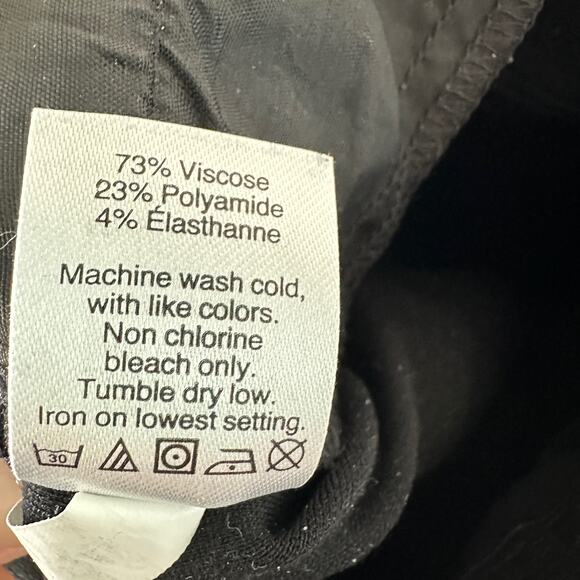 73% Viscose
23% Polyamide
4% Élasthanne
Machine wash cold,
with like colors.
Non chlorine
bleach only.
Tumble dry low.
Iron on lowest setting.
30